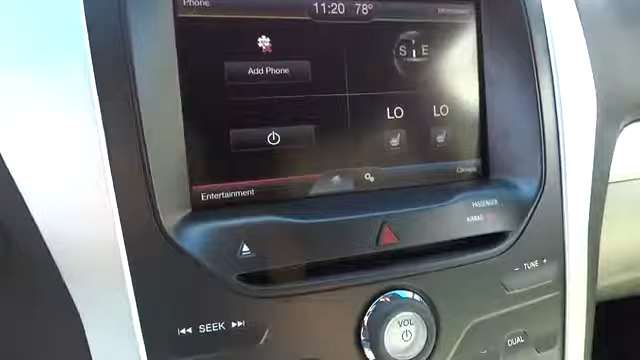 Phone
11:20 78°
Add Phone
S E
LO LO
Entertainment
Climate
PASSENGER
AIRBAG
SEEK
VOL
- TUNE +
DUAL